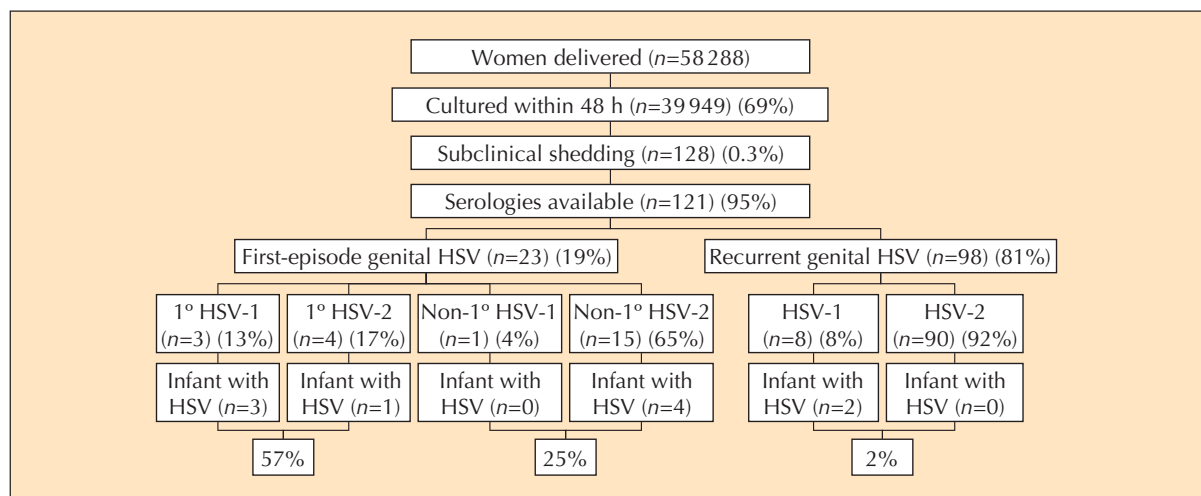 Women delivered (n=58 288)
Cultured within 48 h (n=39 949) (69%)
Subclinical shedding (n=128) (0.3%)
Serologies available (n=121) (95%)
First-episode genital HSV (n=23) (19%)
Recurrent genital HSV (n=98) (81%)
1º HSV-1
(n=3) (13%)
1º HSV-2
(n=4) (17%)
Non-1º HSV-1
(n=1) (4%)
Non-1º HSV-2
(n=15) (65%)
HSV-1
(n=8) (8%)
HSV-2
(n=90) (92%)
Infant with
HSV (n=3)
Infant with
HSV (n=1)
Infant with
HSV (n=0)
Infant with
HSV (n=4)
Infant with
HSV (n=2)
Infant with
HSV (n=0)
57%
25%
2%